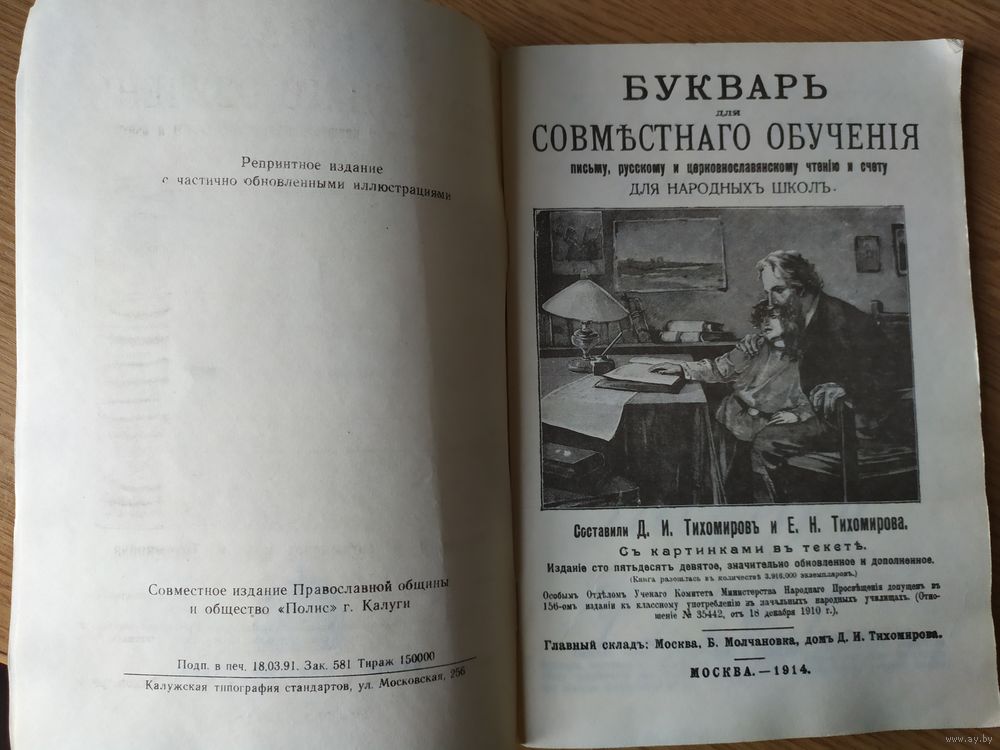 Репринтное издание
с частично обновленными иллюстрациями
Совместное издание Православной общины
и общество «Полис» г. Калуги
Подп. в печ. 18.03.91. Зак. 581 Тираж 150000
Калужская типография стандартов, ул. Московская, 256
БУКВАРЬ
для
СОВМѢСТНАГО ОБУЧЕНІЯ
письму, русскому и церковнославянскому чтенію и счету
ДЛЯ НАРОДНЫХЪ ШКОЛЪ.
Составили Д. И. Тихомировъ и Е. Н. Тихомирова.
Съ картинками въ текстѣ.
Изданіе сто пятьдесят девятое, значительно обновленное и дополненное.
(Книга разошлась въ количествѣ 3.916.000 экземпляровъ.)
Особымъ Отдѣломъ Ученаго Комитета Министерства Народнаго Просвѣщенія допущен въ
156-омъ изданіи къ классному употребленію въ начальныхъ народныхъ училищахъ. (Отно-
шеніе № 35442, отъ 18 декабря 1910 г.).
Главный складъ: Москва, Б. Молчановка, домъ Д. И. Тихомирова.
МОСКВА.—1914.
www.ay.by